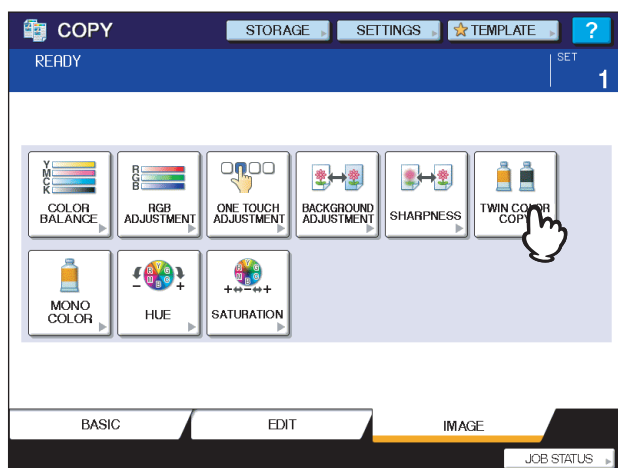 COPY
STORAGE
SETTINGS
TEMPLATE
?
READY
SET
1
Y
M
C
K
COLOR
BALANCE
R
G
B
RGB
ADJUSTMENT
ONE TOUCH
ADJUSTMENT
BACKGROUND
ADJUSTMENT
SHARPNESS
TWIN COLOR
COPY
MONO
COLOR
R Y G C B M
- +
HUE
R Y G C B M
+↔-↔+
SATURATION
BASIC
EDIT
IMAGE
JOB STATUS